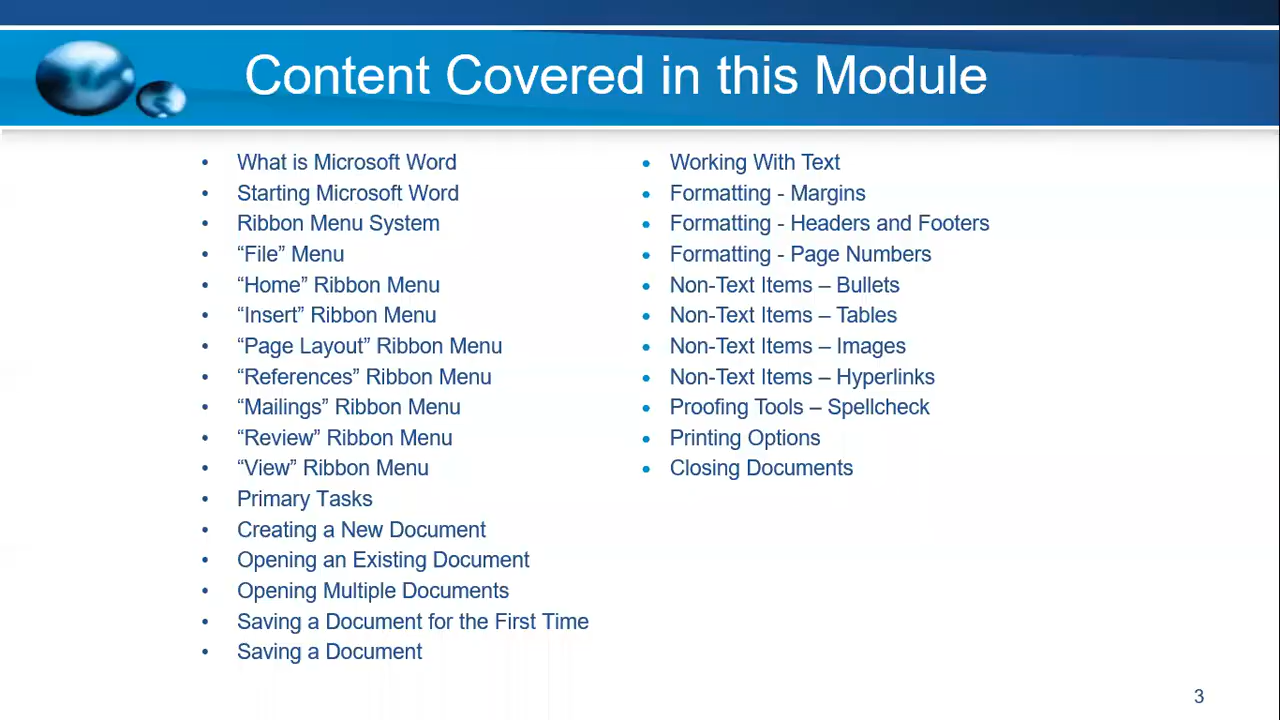 Content Covered in this Module
• What is Microsoft Word
• Starting Microsoft Word
• Ribbon Menu System
• “File” Menu
• “Home” Ribbon Menu
• “Insert” Ribbon Menu
• “Page Layout” Ribbon Menu
• “References” Ribbon Menu
• “Mailings” Ribbon Menu
• “Review” Ribbon Menu
• “View” Ribbon Menu
• Primary Tasks
• Creating a New Document
• Opening an Existing Document
• Opening Multiple Documents
• Saving a Document for the First Time
• Saving a Document
• Working With Text
• Formatting - Margins
• Formatting - Headers and Footers
• Formatting - Page Numbers
• Non-Text Items – Bullets
• Non-Text Items – Tables
• Non-Text Items – Images
• Non-Text Items – Hyperlinks
• Proofing Tools – Spellcheck
• Printing Options
• Closing Documents
3